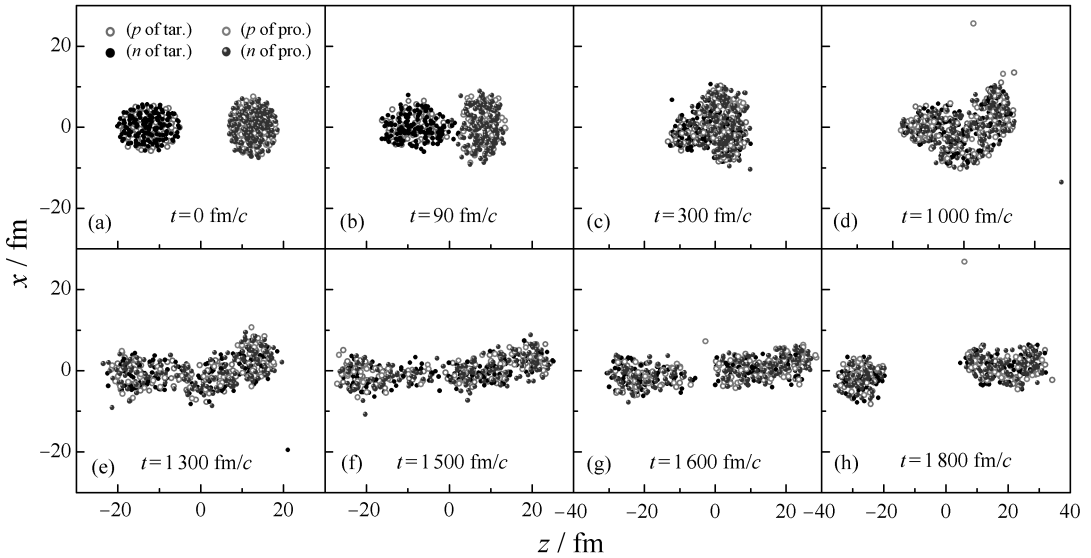 (p of tar.) (p of pro.)
(n of tar.) (n of pro.)
20
0
−20
(a) t=0 fm/c
(b) t=90 fm/c
(c) t=300 fm/c
(d) t=1 000 fm/c
x / fm
20
0
−20
(e) t=1 300 fm/c
(f) t=1 500 fm/c
(g) t=1 600 fm/c
(h) t=1 800 fm/c
−20 0 20 −20 0 20 −40 −20 0 20 −40 −20 0 20 40
z / fm